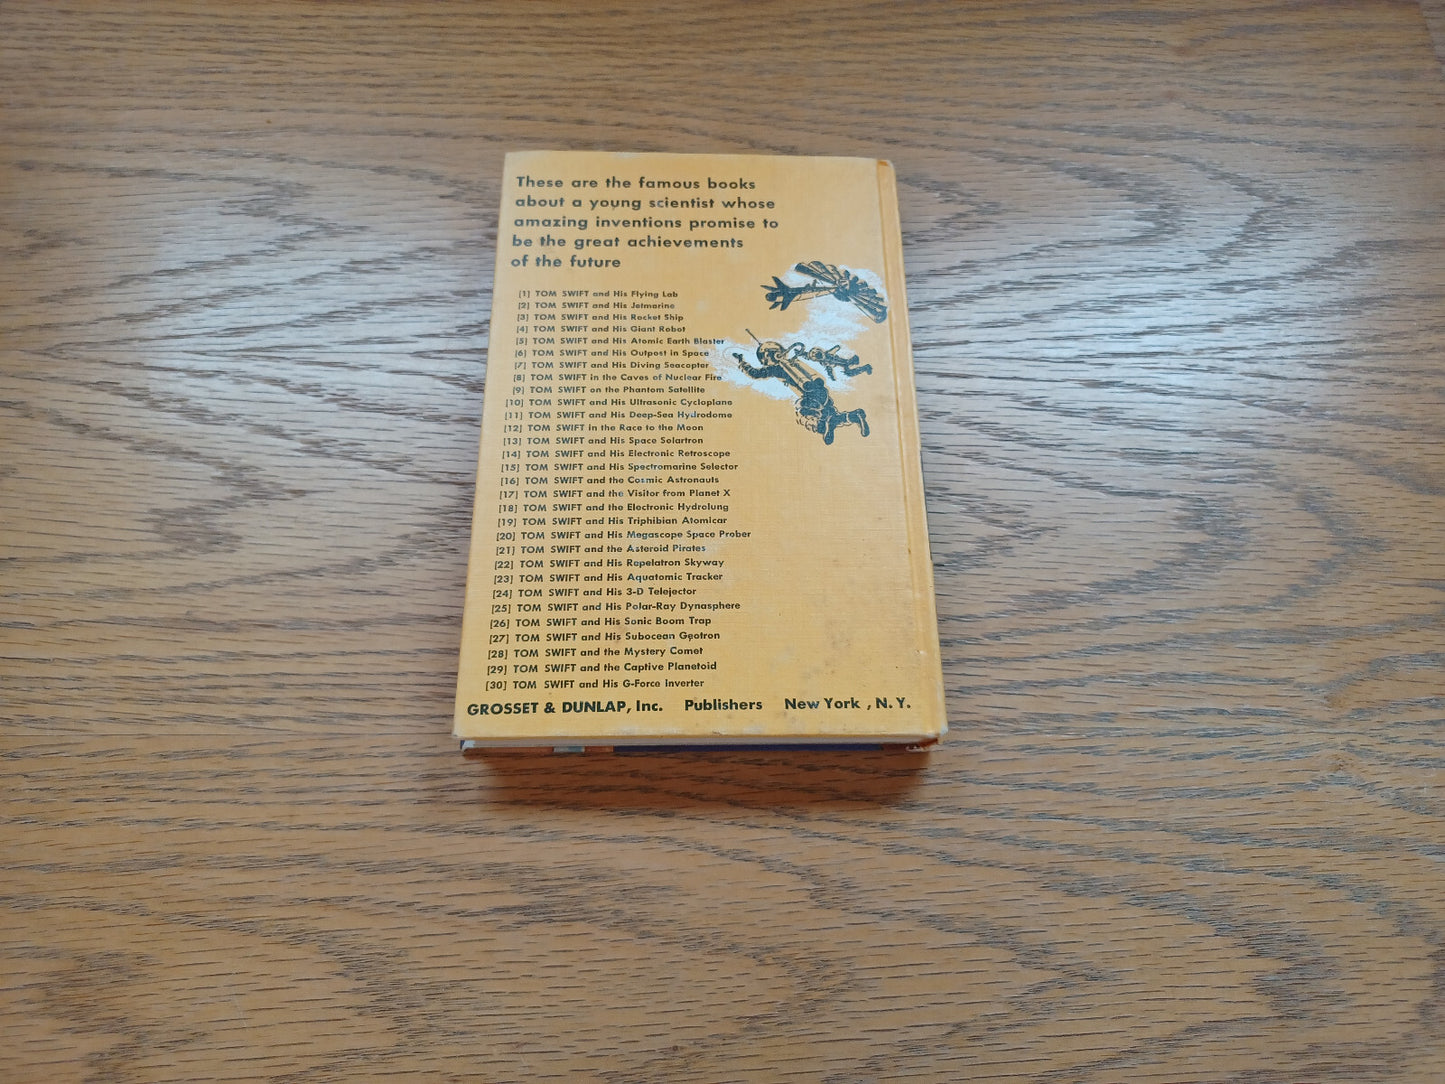 These are the famous books
about a young scientist whose
amazing inventions promise to
be the great achievements
of the future
[1] TOM SWIFT and His Flying Lab
[2] TOM SWIFT and His Jetmarine
[3] TOM SWIFT and His Rocket Ship
[4] TOM SWIFT and His Giant Robot
[5] TOM SWIFT and His Atomic Earth Blaster
[6] TOM SWIFT and His Outpost in Space
[7] TOM SWIFT and His Diving Seacopter
[8] TOM SWIFT in the Caves of Nuclear Fire
[9] TOM SWIFT on the Phantom Satellite
[10] TOM SWIFT and His Ultrasonic Cycloplane
[11] TOM SWIFT and His Deep-Sea Hydrodome
[12] TOM SWIFT in the Race to the Moon
[13] TOM SWIFT and His Space Solartron
[14] TOM SWIFT and His Electronic Retroscope
[15] TOM SWIFT and His Spectromarine Selector
[16] TOM SWIFT and the Cosmic Astronauts
[17] TOM SWIFT and the Visitor from Planet X
[18] TOM SWIFT and the Electronic Hydrolung
[19] TOM SWIFT and His Triphibian Atomicar
[20] TOM SWIFT and His Megascope Space Prober
[21] TOM SWIFT and the Asteroid Pirates
[22] TOM SWIFT and His Repelatron Skyway
[23] TOM SWIFT and His Aquatomic Tracker
[24] TOM SWIFT and His 3-D Telejector
[25] TOM SWIFT and His Polar-Ray Dynasphere
[26] TOM SWIFT and His Sonic Boom Trap
[27] TOM SWIFT and His Subocean Geotron
[28] TOM SWIFT and the Mystery Comet
[29] TOM SWIFT and the Captive Planetoid
[30] TOM SWIFT and His G-Force Inverter
GROSSET & DUNLAP, Inc. Publishers New York , N. Y.